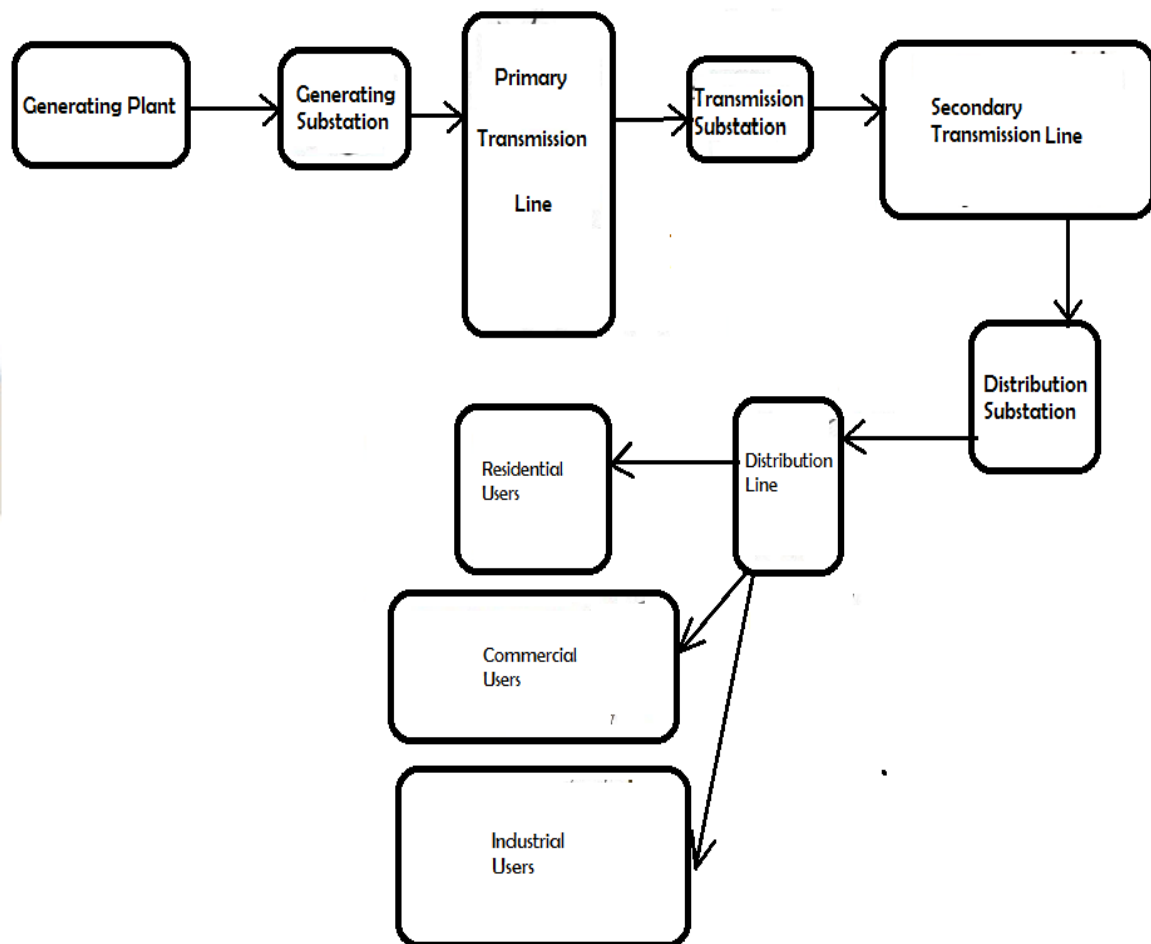 Generating Plant
Generating
Substation
Primary
Transmission
Line
Transmission
Substation
Secondary
Transmission Line
Distribution
Substation
Distribution
Line
Residential
Users
Commercial
Users
Industrial
Users